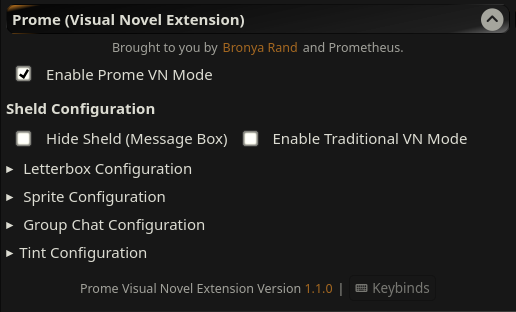 Prome (Visual Novel Extension)
Brought to you by Bronya Rand and Prometheus.
Enable Prome VN Mode
Sheld Configuration
Hide Sheld (Message Box) Enable Traditional VN Mode
Letterbox Configuration
Sprite Configuration
Group Chat Configuration
Tint Configuration
Prome Visual Novel Extension Version 1.1.0 | Keybinds